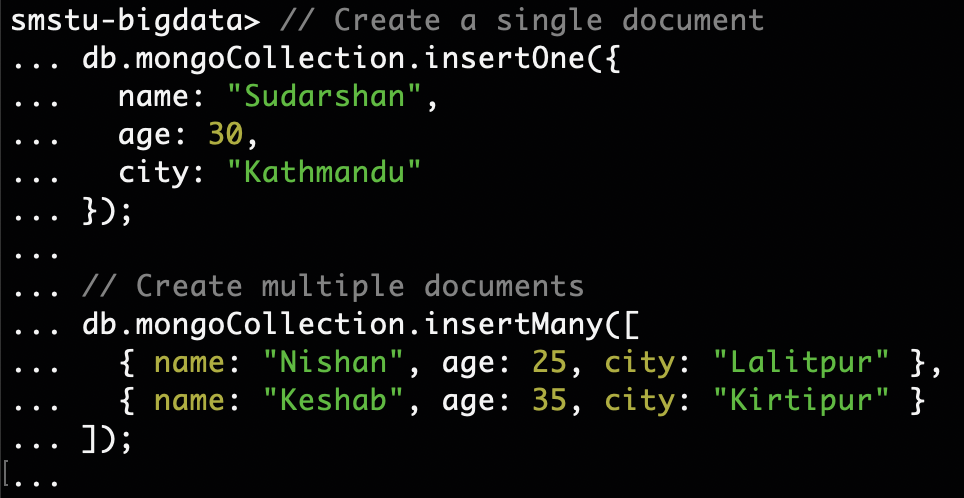 smstu-bigdata> // Create a single document
... db.mongoCollection.insertOne({
...   name: "Sudarshan",
...   age: 30,
...   city: "Kathmandu"
... });
...
... // Create multiple documents
... db.mongoCollection.insertMany([
...   { name: "Nishan", age: 25, city: "Lalitpur" },
...   { name: "Keshab", age: 35, city: "Kirtipur" }
... ]);
[...